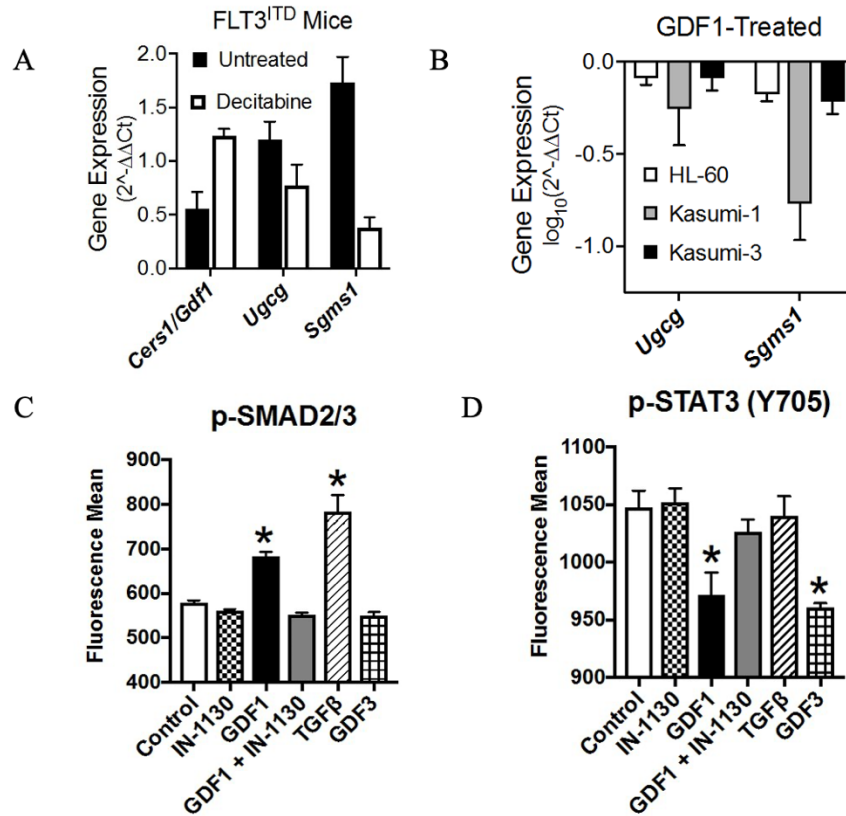 A
FLT3ITD Mice
Gene Expression
(2^-ΔΔCt)
2.0
1.5
1.0
0.5
0.0
Untreated
Decitabine
Cers1/Gdf1
Ugcg
Sgms1
B
GDF1-Treated
Gene Expression
log10(2^-ΔΔCt)
0.0
-0.5
-1.0
HL-60
Kasumi-1
Kasumi-3
Ugcg
Sgms1
C
p-SMAD2/3
Fluorescence Mean
900
800
700
600
500
400
*
*
Control
IN-1130
GDF1
GDF1 + IN-1130
TGFβ
GDF3
D
p-STAT3 (Y705)
Fluorescence Mean
1100
1050
1000
950
900
*
*
Control
IN-1130
GDF1
GDF1 + IN-1130
TGFβ
GDF3